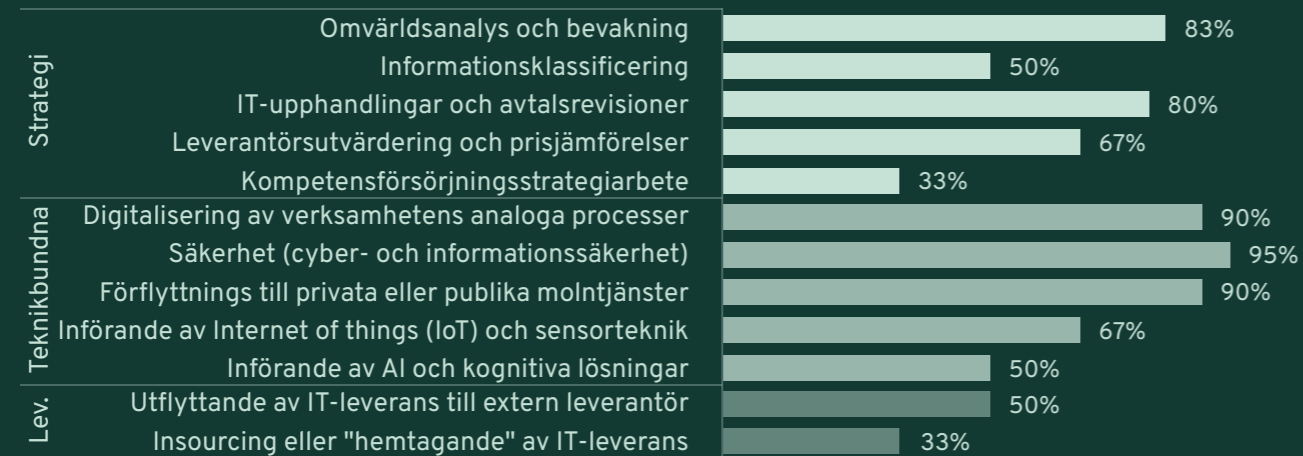 Strategi
Omvärldsanalys och bevakning 83%
Informationsklassificering 50%
IT-upphandlingar och avtalsrevisioner 80%
Leverantörsutvärdering och prisjämförelser 67%
Kompetensförsörjningsstrategiarbete 33%
Teknikbundna
Digitalisering av verksamhetens analoga processer 90%
Säkerhet (cyber- och informationssäkerhet) 95%
Förflyttnings till privata eller publika molntjänster 90%
Införande av Internet of things (IoT) och sensorteknik 67%
Införande av AI och kognitiva lösningar 50%
Lev.
Utflyttande av IT-leverans till extern leverantör 50%
Insourcing eller "hemtagande" av IT-leverans 33%